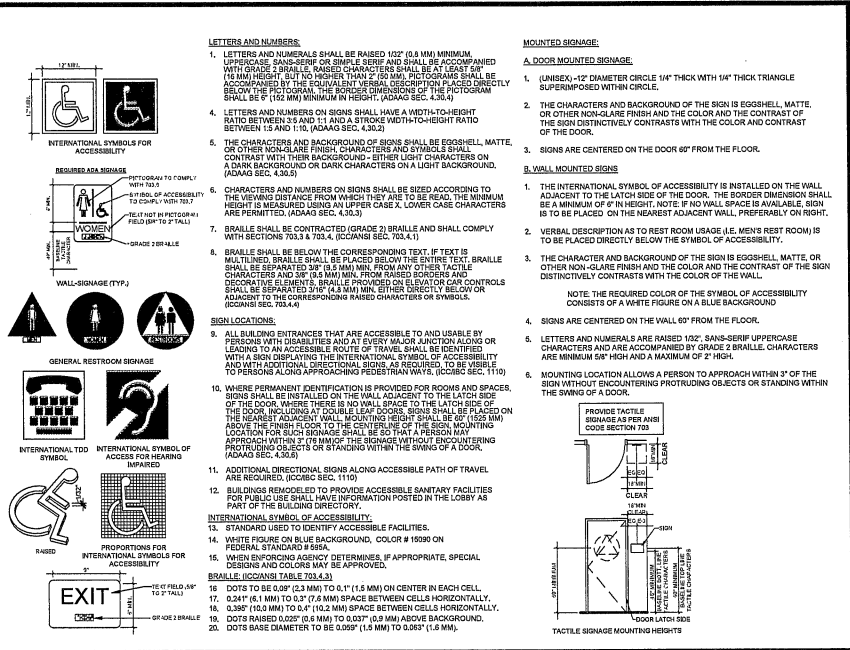 12" MIN.
12" MIN.
INTERNATIONAL SYMBOLS FOR
ACCESSIBILITY
REQUIRED ADA SIGNAGE
PICTOGRAM TO COMPLY
WITH 703.6
SYMBOL OF ACCESSIBILITY
TO COMPLY WITH 703.7
TEXT NOT IN PICTOGRAM
FIELD (5/8" TO 2" TALL)
WOMEN
GRADE 2 BRAILLE
6" MIN.
BASELINE
TACTILE
CHARACTER
WALL-SIGNAGE (TYP.)
MEN
WOMEN
RESTROOMS
GENERAL RESTROOM SIGNAGE
INTERNATIONAL TDD
SYMBOL
INTERNATIONAL SYMBOL OF
ACCESS FOR HEARING
IMPAIRED
1/32"
RAISED
PROPORTIONS FOR
INTERNATIONAL SYMBOLS FOR
ACCESSIBILITY
EXIT
TEXT FIELD (5/8"
TO 2" TALL)
6" MIN.
GRADE 2 BRAILLE
LETTERS AND NUMBERS:
1. LETTERS AND NUMERALS SHALL BE RAISED 1/32" (0,8 MM) MINIMUM,
UPPERCASE, SANS-SERIF OR SIMPLE SERIF AND SHALL BE ACCOMPANIED
WITH GRADE 2 BRAILLE, RAISED CHARACTERS SHALL BE AT LEAST 5/8"
(16 MM) HEIGHT, BUT NO HIGHER THAN 2" (50 MM), PICTOGRAMS SHALL BE
ACCOMPANIED BY THE EQUIVALENT VERBAL DESCRIPTION PLACED DIRECTLY
BELOW THE PICTOGRAM, THE BORDER DIMENSIONS OF THE PICTOGRAM
SHALL BE 6" (152 MM) MINIMUM IN HEIGHT. (ADAAG SEC. 4,30,4)
4. LETTERS AND NUMBERS ON SIGNS SHALL HAVE A WIDTH-TO-HEIGHT
RATIO BETWEEN 3:5 AND 1:1 AND A STROKE WIDTH-TO-HEIGHT RATIO
BETWEEN 1:5 AND 1:10, (ADAAG SEC. 4,30,2)
5. THE CHARACTERS AND BACKGROUND OF SIGNS SHALL BE EGGSHELL, MATTE,
OR OTHER NON-GLARE FINISH, CHARACTERS AND SYMBOLS SHALL
CONTRAST WITH THEIR BACKGROUND - EITHER LIGHT CHARACTERS ON
A DARK BACKGROUND OR DARK CHARACTERS ON A LIGHT BACKGROUND,
(ADAAG SEC, 4,30,5)
6. CHARACTERS AND NUMBERS ON SIGNS SHALL BE SIZED ACCORDING TO
THE VIEWING DISTANCE FROM WHICH THEY ARE TO BE READ. THE MINIMUM
HEIGHT IS MEASURED USING AN UPPER CASE X, LOWER CASE CHARACTERS
ARE PERMITTED. (ADAAG SEC. 4,30,3)
7. BRAILLE SHALL BE CONTRACTED (GRADE 2) BRAILLE AND SHALL COMPLY
WITH SECTIONS 703,3 & 703,4, (ICC/ANSI SEC. 703,4,1)
8. BRAILLE SHALL BE BELOW THE CORRESPONDING TEXT. IF TEXT IS
MULTILINED, BRAILLE SHALL BE PLACED BELOW THE ENTIRE TEXT. BRAILLE
SHALL BE SEPARATED 3/8" (9.5 MM) MIN, FROM ANY OTHER TACTILE
CHARACTERS AND 3/8" (9.5 MM) MIN, FROM RAISED BORDERS AND
DECORATIVE ELEMENTS, BRAILLE PROVIDED ON ELEVATOR CAR CONTROLS
SHALL BE SEPARATED 3/16" (4.8 MM) MIN. EITHER DIRECTLY BELOW OR
ADJACENT TO THE CORRESPONDING RAISED CHARACTERS OR SYMBOLS.
(ICC/ANSI SEC, 703,4,4)
SIGN LOCATIONS:
9. ALL BUILDING ENTRANCES THAT ARE ACCESSIBLE TO AND USABLE BY
PERSONS WITH DISABILITIES AND AT EVERY MAJOR JUNCTION ALONG OR
LEADING TO AN ACCESSIBLE ROUTE OF TRAVEL SHALL BE IDENTIFIED
WITH A SIGN DISPLAYING THE INTERNATIONAL SYMBOL OF ACCESSIBILITY
AND WITH ADDITIONAL DIRECTIONAL SIGNS, AS REQUIRED, TO BE VISIBLE
TO PERSONS ALONG APPROACHING PEDESTRIAN WAYS, (ICC/IBC SEC. 1110)
10. WHERE PERMANENT IDENTIFICATION IS PROVIDED FOR ROOMS AND SPACES,
SIGNS SHALL BE INSTALLED ON THE WALL ADJACENT TO THE LATCH SIDE
OF THE DOOR. WHERE THERE IS NO WALL SPACE TO THE LATCH SIDE OF
THE DOOR, INCLUDING AT DOUBLE LEAF DOORS, SIGNS SHALL BE PLACED ON
THE NEAREST ADJACENT WALL, MOUNTING HEIGHT SHALL BE 60" (1525 MM)
ABOVE THE FINISH FLOOR TO THE CENTERLINE OF THE SIGN, MOUNTING
LOCATION FOR SUCH SIGNAGE SHALL BE SO THAT A PERSON MAY
APPROACH WITHIN 3" (76 MM)OF THE SIGNAGE WITHOUT ENCOUNTERING
PROTRUDING OBJECTS OR STANDING WITHIN THE SWING OF A DOOR,
(ADAAG SEC, 4,30,6)
11. ADDITIONAL DIRECTIONAL SIGNS ALONG ACCESSIBLE PATH OF TRAVEL
ARE REQUIRED, (ICC/IBC SEC, 1110)
12. BUILDINGS REMODELED TO PROVIDE ACCESSIBLE SANITARY FACILITIES
FOR PUBLIC USE SHALL HAVE INFORMATION POSTED IN THE LOBBY AS
PART OF THE BUILDING DIRECTORY.
INTERNATIONAL SYMBOL OF ACCESSIBILITY:
13. STANDARD USED TO IDENTIFY ACCESSIBLE FACILITIES.
14. WHITE FIGURE ON BLUE BACKGROUND, COLOR # 15090 ON
FEDERAL STANDARD # 595A.
15. WHEN ENFORCING AGENCY DETERMINES, IF APPROPRIATE, SPECIAL
DESIGNS AND COLORS MAY BE APPROVED,
BRAILLE: (ICC/ANSI TABLE 703,4,3)
16 DOTS TO BE 0,09" (2,3 MM) TO 0,1" (1,5 MM) ON CENTER IN EACH CELL,
17. 0.241" (6,1 MM) TO 0,3" (7,6 MM) SPACE BETWEEN CELLS HORIZONTALLY.
18. 0,395" (10,0 MM) TO 0,4" (10.2 MM) SPACE BETWEEN CELLS HORIZONTALLY.
19. DOTS RAISED 0,025" (0,6 MM) TO 0,037" (0,9 MM) ABOVE BACKGROUND.
20. DOTS BASE DIAMETER TO BE 0.059" (1.5 MM) TO 0.063" (1.6 MM).
MOUNTED SIGNAGE:
A. DOOR MOUNTED SIGNAGE:
1. (UNISEX) -12" DIAMETER CIRCLE 1/4" THICK WITH 1/4" THICK TRIANGLE
SUPERIMPOSED WITHIN CIRCLE.
2. THE CHARACTERS AND BACKGROUND OF THE SIGN IS EGGSHELL, MATTE,
OR OTHER NON-GLARE FINISH AND THE COLOR AND CONTRAST OF
THE SIGN DISTINCTIVELY CONTRASTS WITH THE COLOR AND CONTRAST
OF THE DOOR.
3. SIGNS ARE CENTERED ON THE DOOR 60" FROM THE FLOOR.
B. WALL MOUNTED SIGNS
1. THE INTERNATIONAL SYMBOL OF ACCESSIBILITY IS INSTALLED ON THE WALL
ADJACENT TO THE LATCH SIDE OF THE DOOR. THE BORDER DIMENSION SHALL
BE A MINIMUM OF 6" IN HEIGHT. NOTE: IF NO WALL SPACE IS AVAILABLE, SIGN
IS TO BE POSTED ON THE NEAREST ADJACENT WALL, PREFERABLY ON RIGHT.
2. VERBAL DESCRIPTION AS TO REST ROOM USAGE (I.E. MEN'S REST ROOM) IS
TO BE PLACED DIRECTLY BELOW THE SYMBOL OF ACCESSIBILITY.
3. THE CHARACTER AND BACKGROUND OF THE SIGN IS EGGSHELL, MATTE, OR
OTHER NON -GLARE FINISH AND THE COLOR AND CONTRAST OF THE SIGN
DISTINCTIVELY CONTRASTS WITH THE COLOR OF THE WALL.
NOTE: THE REQUIRED COLOR OF THE SYMBOL OF ACCESSIBILITY
CONSISTS OF A WHITE FIGURE ON A BLUE BACKGROUND
4. SIGNS ARE CENTERED ON THE WALL 60" FROM THE FLOOR.
5. LETTERS AND NUMERALS ARE RAISED 1/32', SANS-SERIF UPPERCASE
CHARACTERS AND ARE ACCOMPANIED BY GRADE 2 BRAILLE. CHARACTERS
ARE MINIMUM 5/8" HIGH AND A MAXIMUM OF 2" HIGH.
6. MOUNTING LOCATION ALLOWS A PERSON TO APPROACH WITHIN 3" OF THE
SIGN WITHOUT ENCOUNTERING PROTRUDING OBJECTS OR STANDING WITHIN
THE SWING OF A DOOR.
PROVIDE TACTILE
SIGNAGE AS PER ANSI
CODE SECTION 703
18"MIN
CLEAR
EQ EQ
18"MIN
CLEAR
18"MIN
CLEAR
SIGN
BASELINE BOTT. LINE
TACTILE CHARACTERS
BASELINE TOP LINE
TACTILE CHARACTERS
DOOR LATCH SIDE
TACTILE SIGNAGE MOUNTING HEIGHTS